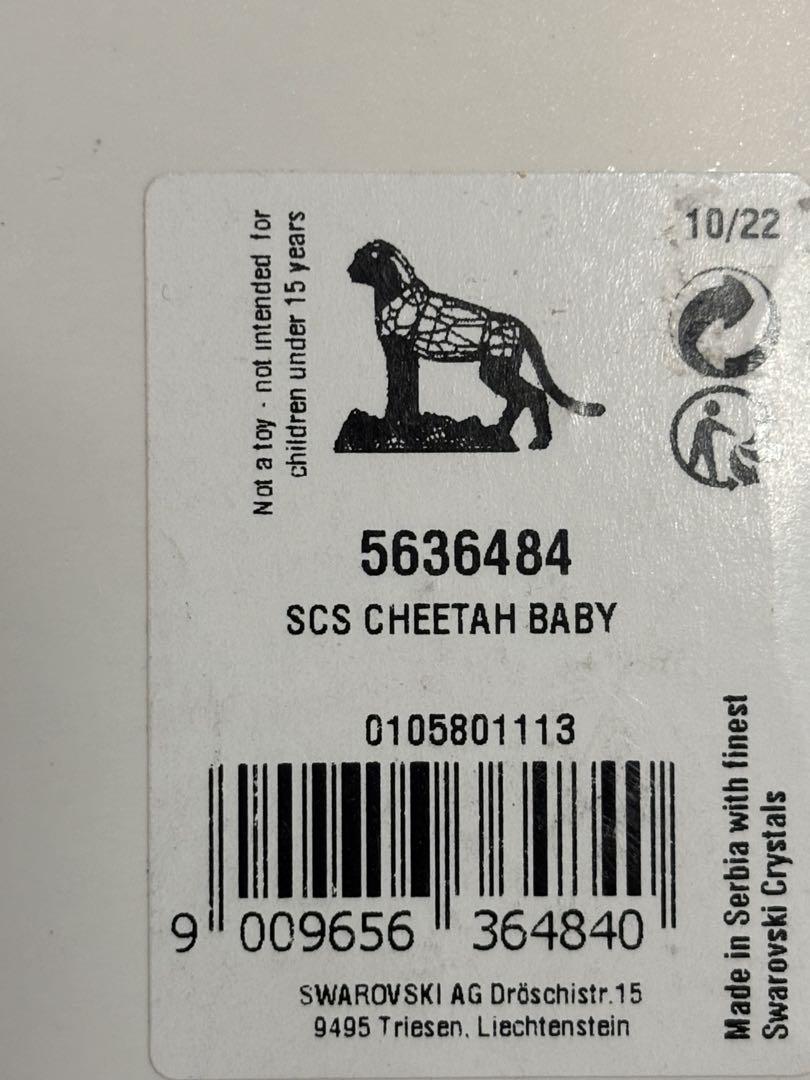 Not a toy - not intended for
children under 15 years
10/22
5636484
SCS CHEETAH BABY
0105801113
9 009656 364840
SWAROVSKI AG Dröschistr.15
9495 Triesen, Liechtenstein
Made in Serbia with finest
Swarovski Crystals